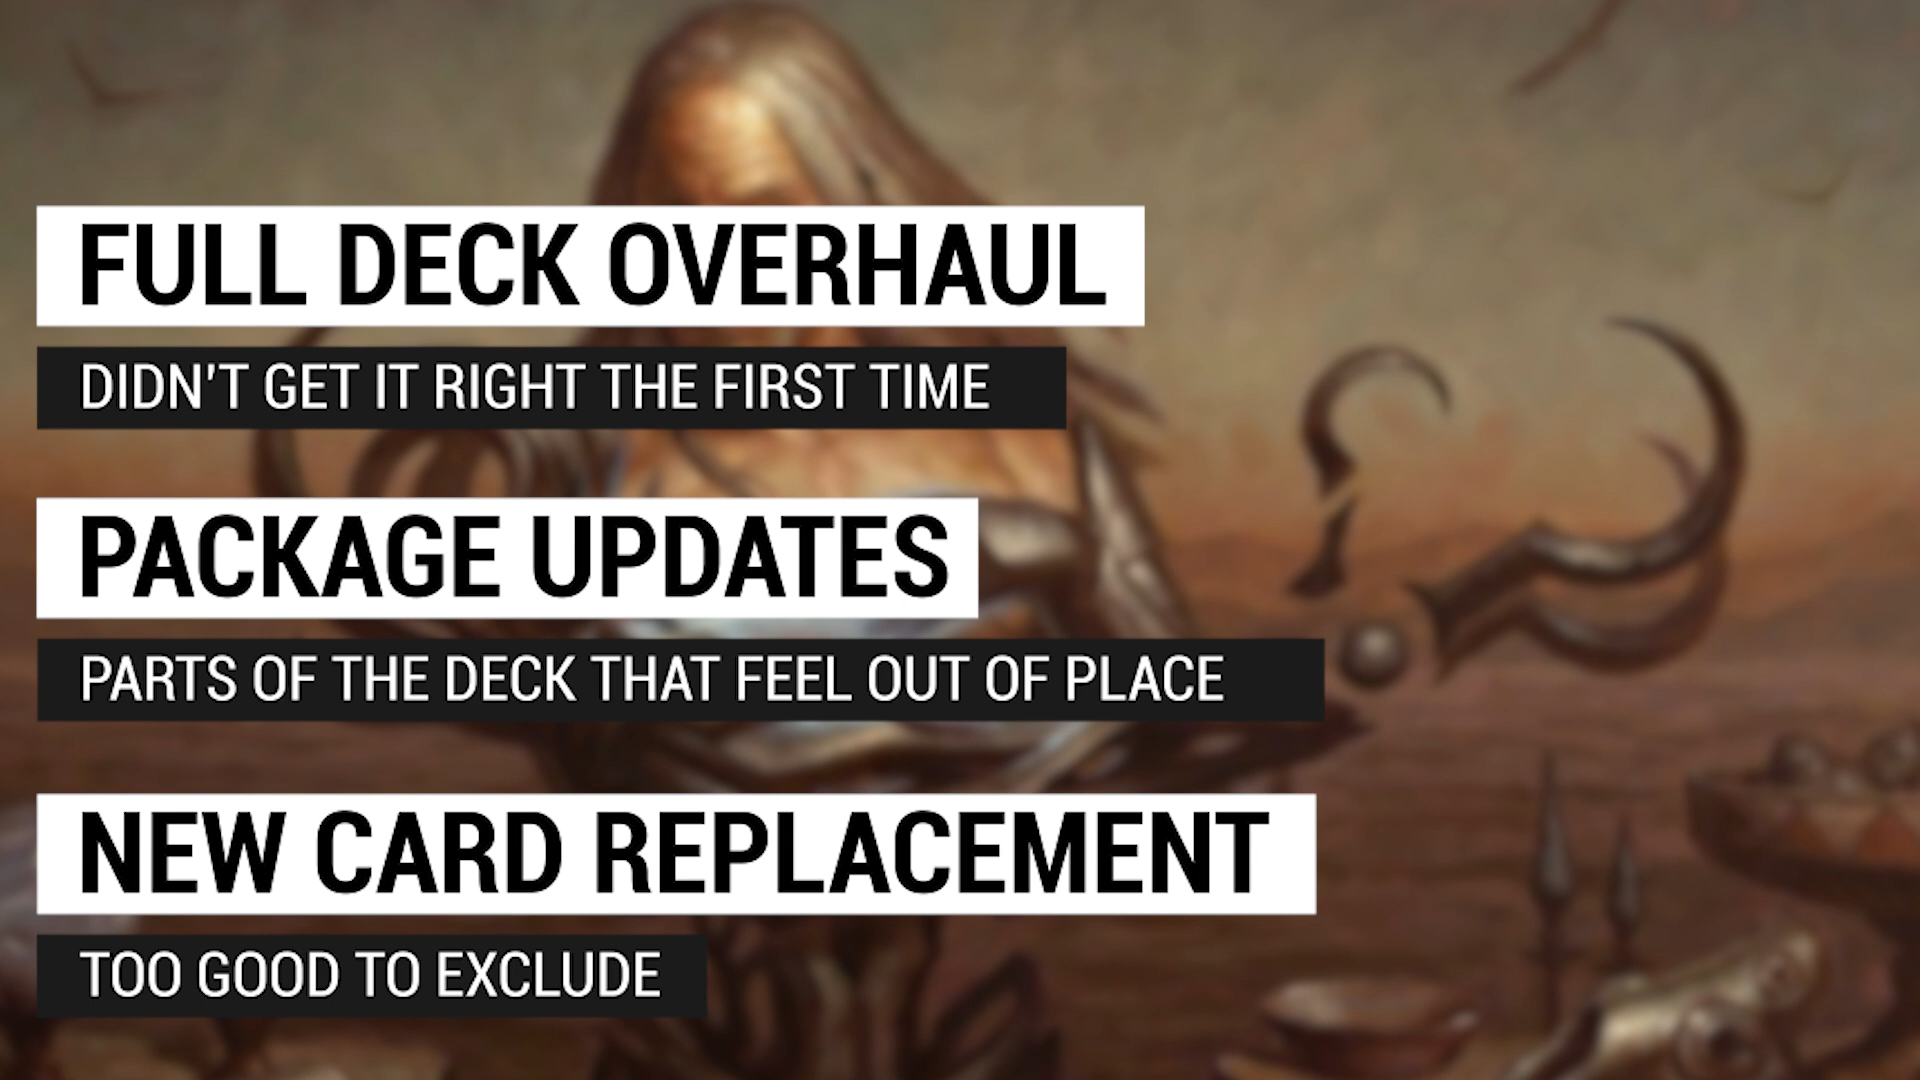 FULL DECK OVERHAUL
DIDN'T GET IT RIGHT THE FIRST TIME
PACKAGE UPDATES
PARTS OF THE DECK THAT FEEL OUT OF PLACE
NEW CARD REPLACEMENT
TOO GOOD TO EXCLUDE